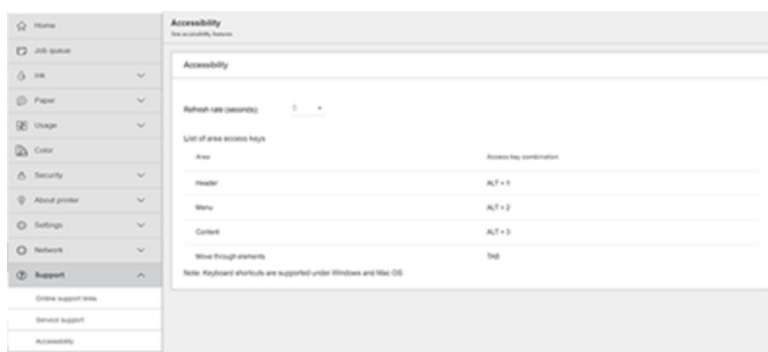 Home
Job queue
Ink
Paper
Usage
Color
Security
About printer
Settings
Network
Support
Online support links
Service support
Accessibility
Accessibility
See accessibility features
Accessibility
Refresh rate (seconds): 5
List of area access keys
Area Access key combination
Header ALT + 1
Menu ALT + 2
Content ALT + 3
Move through elements TAB
Note: Keyboard shortcuts are supported under Windows and Mac OS